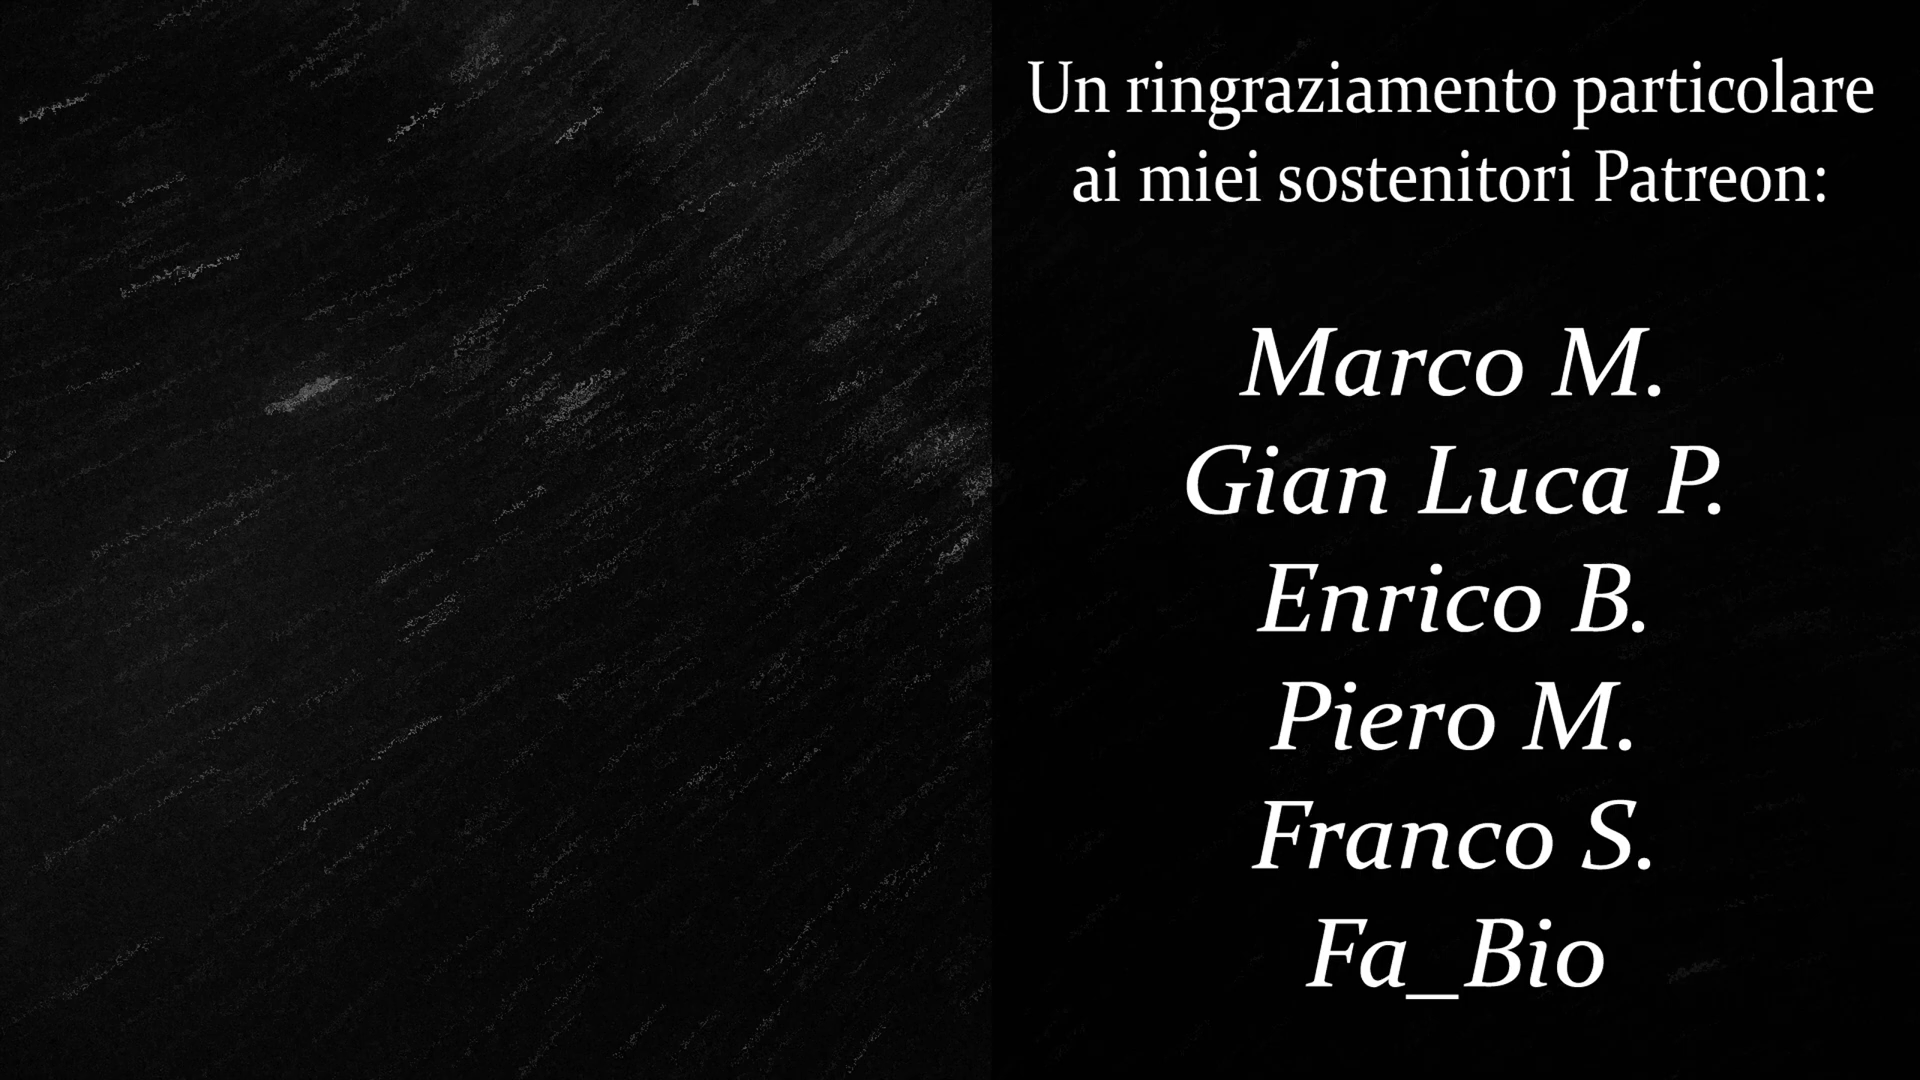 Un ringraziamento particolare
ai miei sostenitori Patreon:
Marco M.
Gian Luca P.
Enrico B.
Piero M.
Franco S.
Fa_Bio